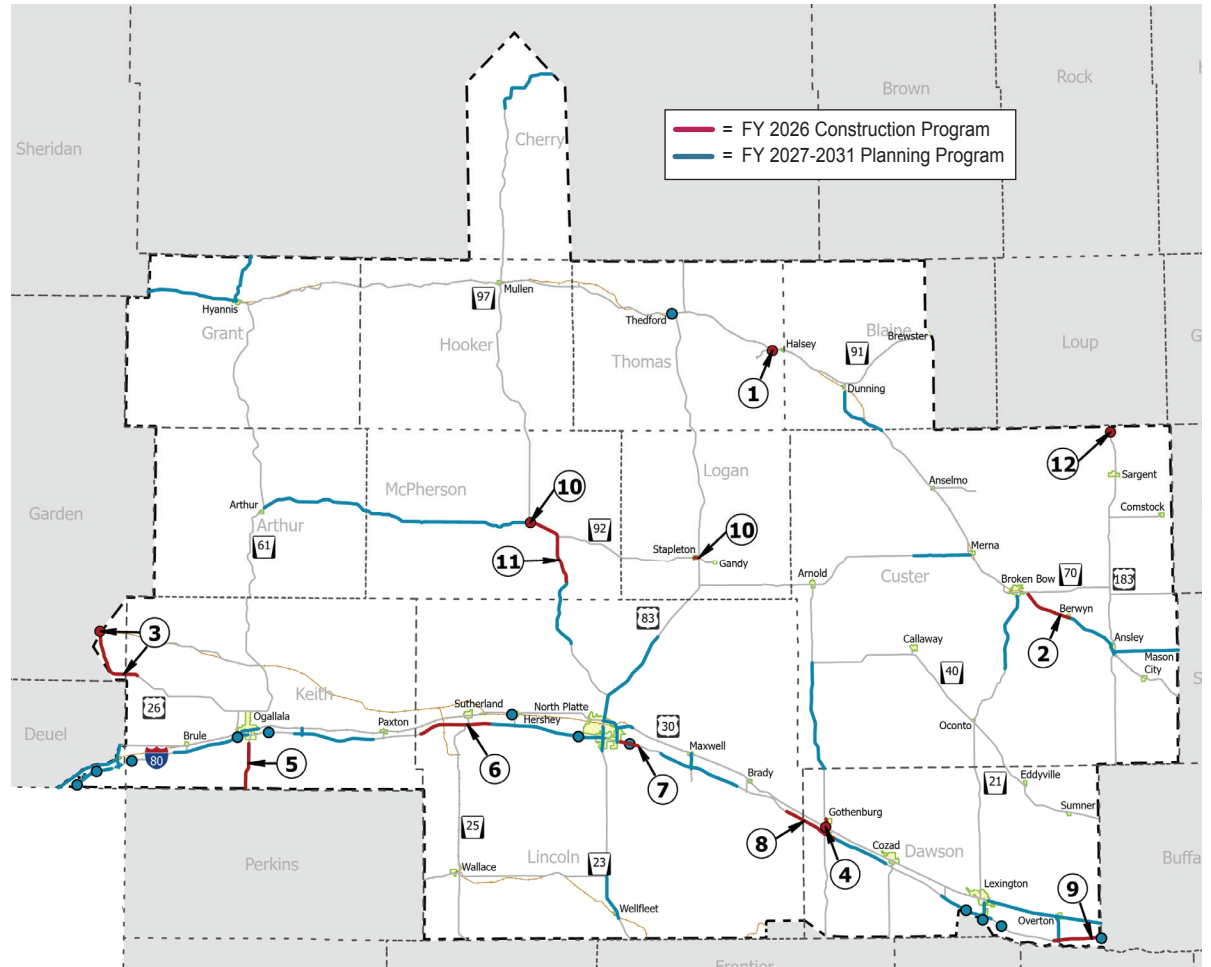 Rock
Brown
= FY 2026 Construction Program
= FY 2027-2031 Planning Program
Sheridan
Cherry
Mullen
97
Hyannis
Grant
Hooker
Thedford
Thomas
Halsey
1
Blaine
Brewster
91
Dunning
Loup
G
12
Sargent
Comstock
Logan
Anselmo
McPherson
10
Garden
Arthur
Arthur
61
92
Stapleton
10
Gandy
11
Merna
Custer
Arnold
Broken Bow
70
183
Berwyn
2
83
3
Callaway
Ansley
Mason
City
40
S
26
Keith
Ogallala
Sutherland
North Platte
Hershey
Paxton
30
Oconto
Deuel
Brule
80
5
6
7
Maxwell
Brady
21
Eddyville
Sumner
Gothenburg
8
4
25
Perkins
Wallace
Lincoln
23
Cozad
Dawson
Buffa
Lexington
9
Overton
Wellfleet
Frontier